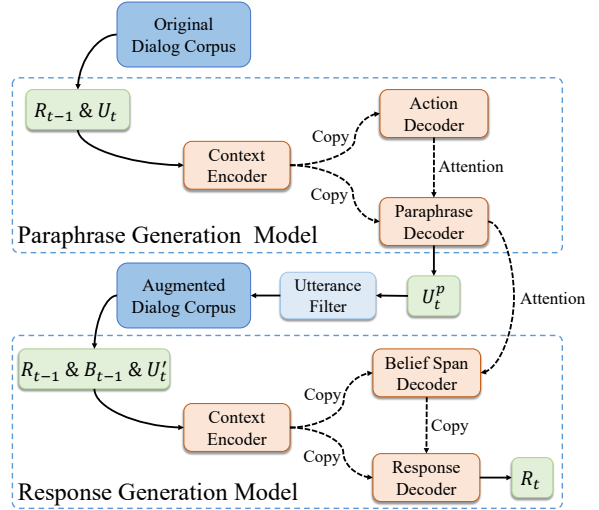 Original
Dialog Corpus
R_{t−1} & U_t
Context
Encoder
Copy
Copy
Action
Decoder
Attention
Paraphrase
Decoder
Paraphrase Generation Model
Augmented
Dialog Corpus
Utterance
Filter
U_t^p
Attention
R_{t−1} & B_{t−1} & U_t′
Context
Encoder
Copy
Copy
Belief Span
Decoder
Copy
Response
Decoder
R_t
Response Generation Model